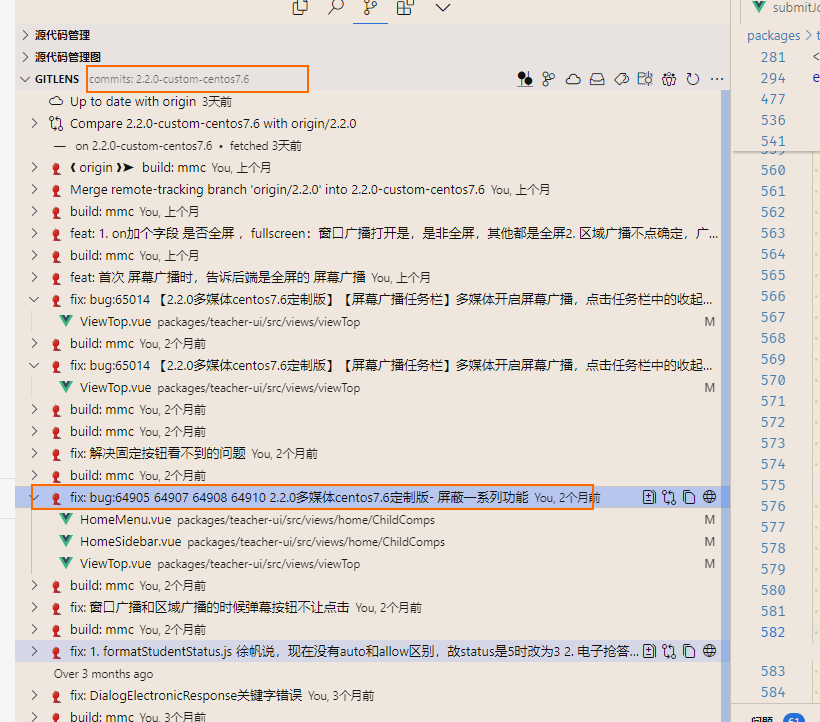 submitJo
源代码管理
packages >
源代码管理图
281 <
GITLENS commits: 2.2.0-custom-centos7.6
294 e
Up to date with origin 3天前
477
Compare 2.2.0-custom-centos7.6 with origin/2.2.0
536
— on 2.2.0-custom-centos7.6 • fetched 3天前
541
origin build: mmc You, 上个月
560
Merge remote-tracking branch 'origin/2.2.0' into 2.2.0-custom-centos7.6 You, 上个月
561
build: mmc You, 上个月
562
feat: 1. on加个字段 是否全屏 ，fullscreen：窗口广播打开是，是非全屏，其他都是全屏2. 区域广播不点确定，广...
563
build: mmc You, 上个月
564
feat: 首次 屏幕广播时，告诉后端是全屏的 屏幕广播 You, 上个月
565
fix: bug:65014 【2.2.0多媒体centos7.6定制版】【屏幕广播任务栏】多媒体开启屏幕广播，点击任务栏中的收起...
566
ViewTop.vue packages/teacher-ui/src/views/viewTop M
567
build: mmc You, 2个月前
568
fix: bug:65014 【2.2.0多媒体centos7.6定制版】【屏幕广播任务栏】多媒体开启屏幕广播，点击任务栏中的收起...
569
ViewTop.vue packages/teacher-ui/src/views/viewTop M
570
build: mmc You, 2个月前
571
build: mmc You, 2个月前
572
fix: 解决固定按钮看不到的问题 You, 2个月前
573
build: mmc You, 2个月前
574
575
fix: bug:64905 64907 64908 64910 2.2.0多媒体centos7.6定制版- 屏蔽一系列功能 You, 2个月前
576
HomeMenu.vue packages/teacher-ui/src/views/home/ChildComps M
577
HomeSidebar.vue packages/teacher-ui/src/views/home/ChildComps M
578
ViewTop.vue packages/teacher-ui/src/views/viewTop M
579
build: mmc You, 2个月前
580
fix: 窗口广播和区域广播的时候弹幕按钮不让点击 You, 2个月前
581
build: mmc You, 2个月前
582
fix: 1. formatStudentStatus.js 徐帆说，现在没有auto和allow区别，故status是5时改为3 2. 电子抢答...
Over 3 months ago
583
fix: DialogElectronicResponse关键字错误 You, 3个月前
584
build: mmc You, 3个月前
问题 61